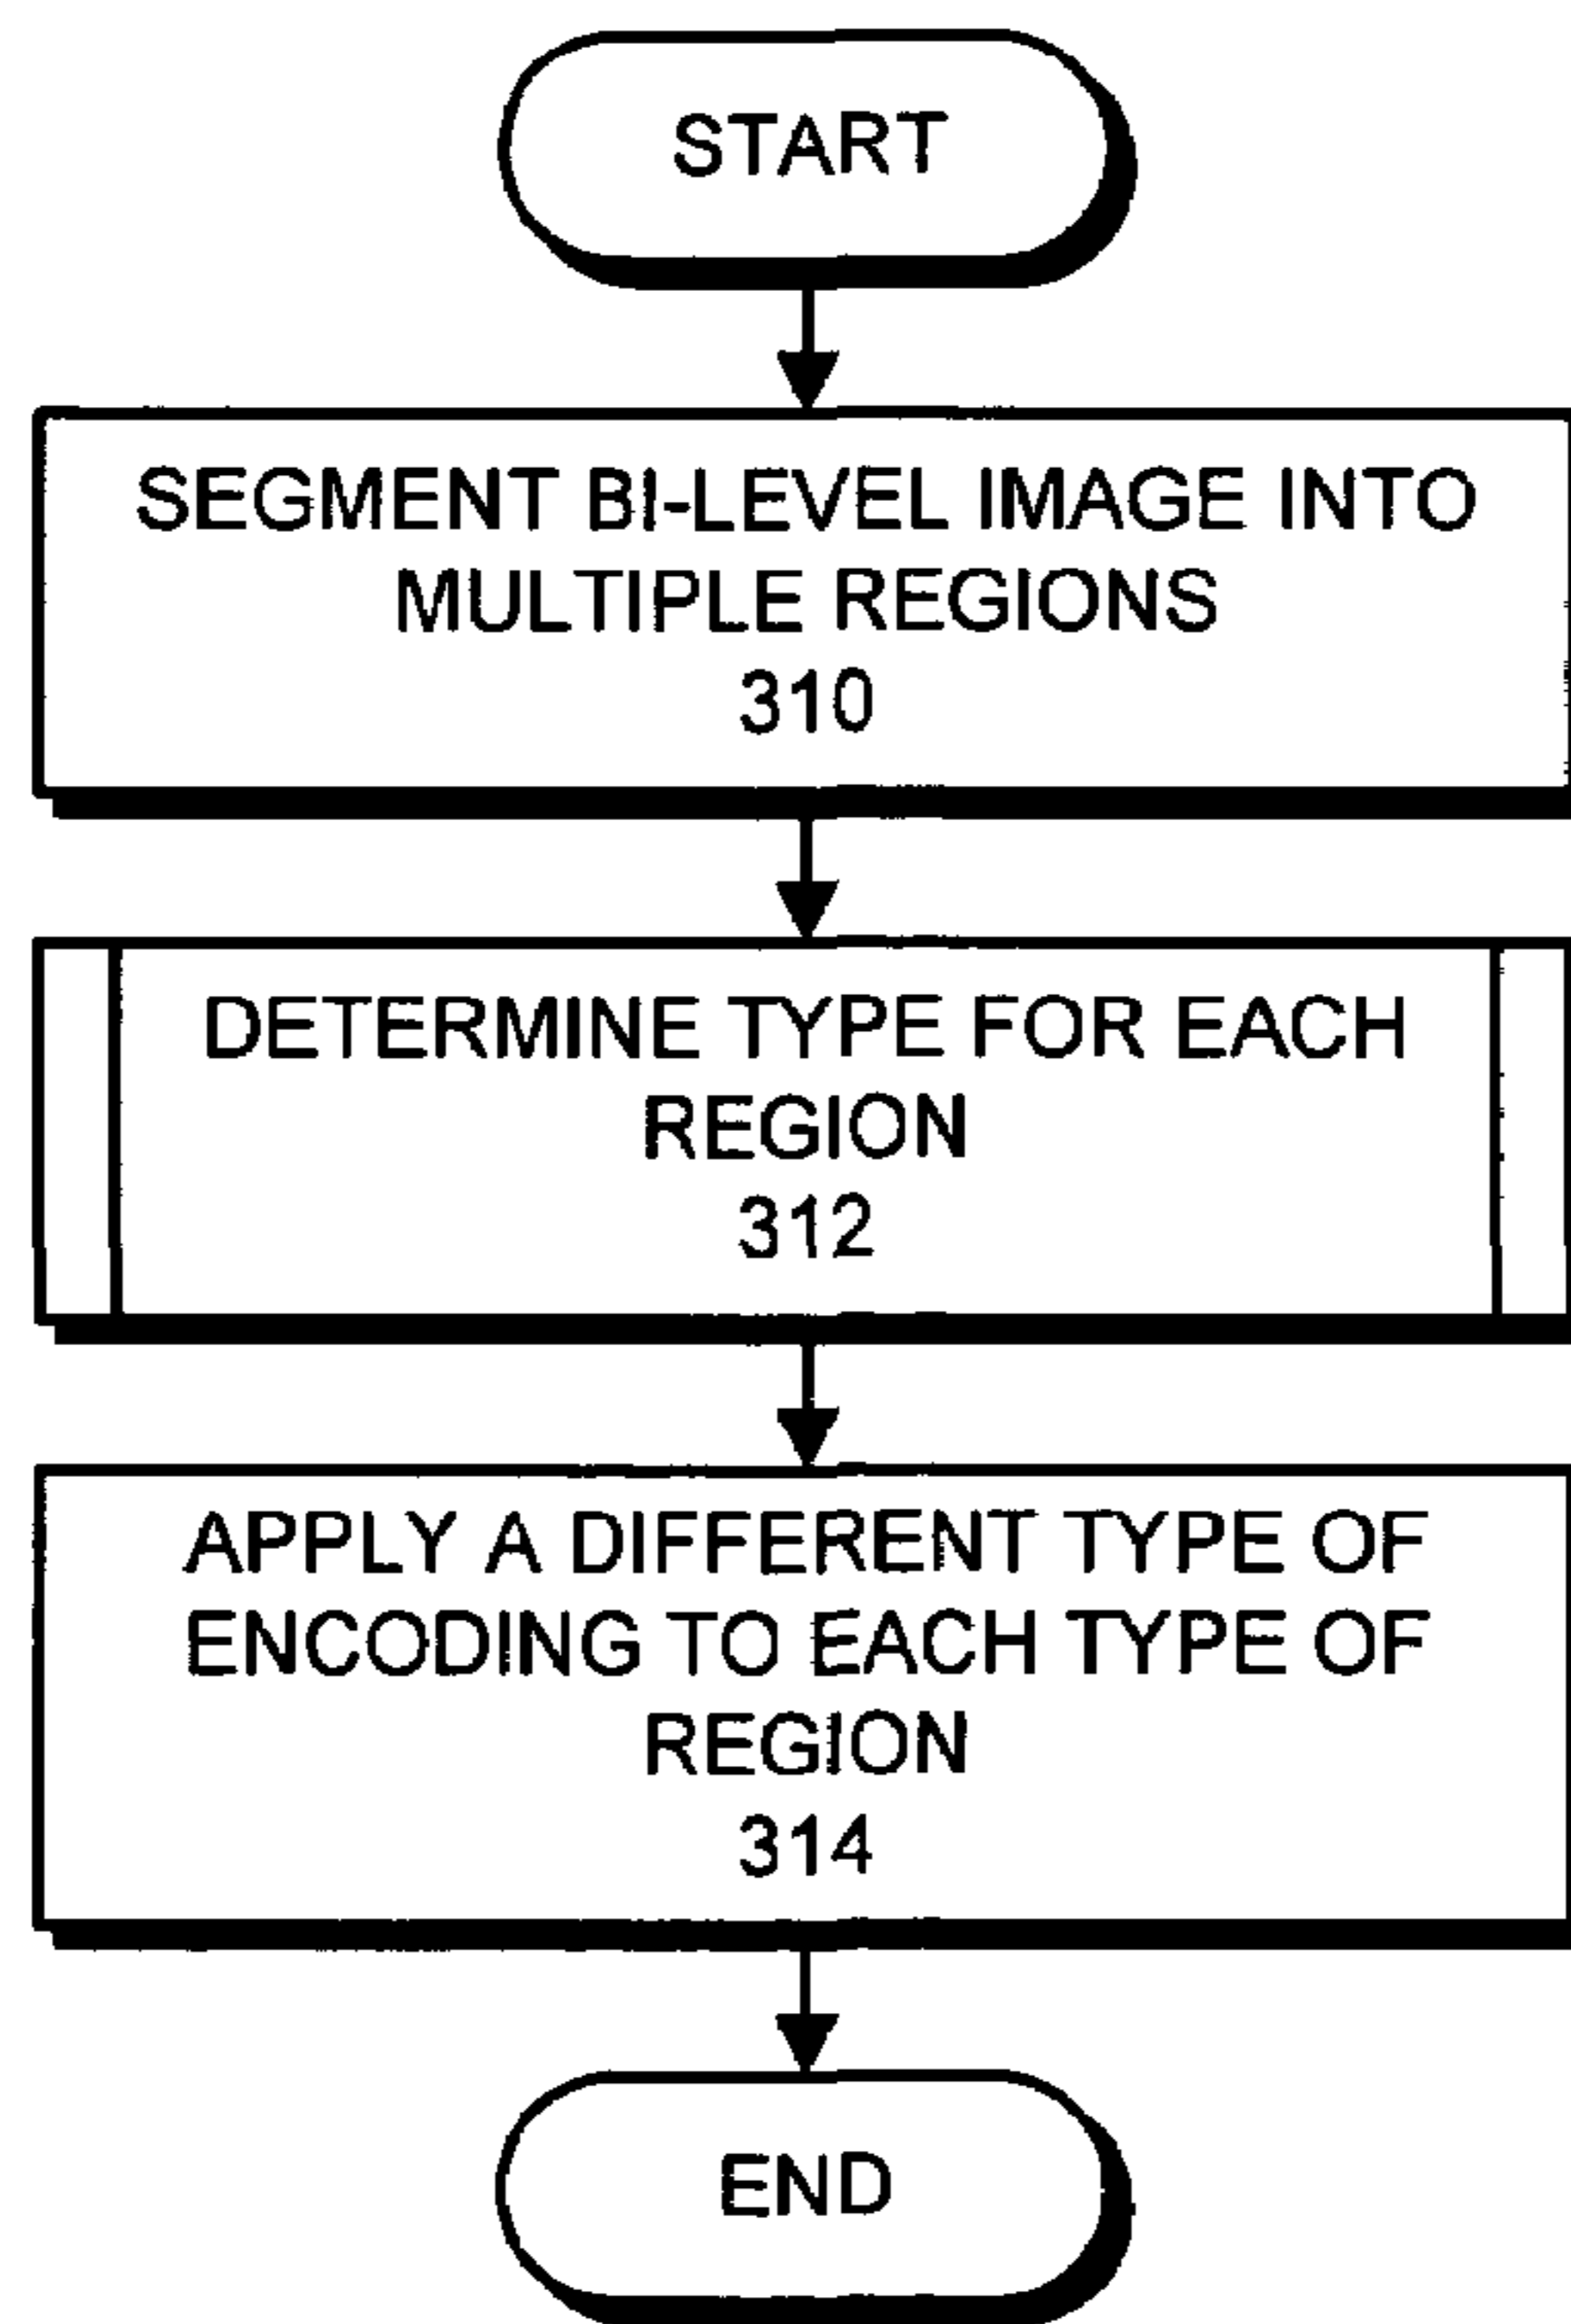 START
SEGMENT BI-LEVEL IMAGE INTO
MULTIPLE REGIONS
310
DETERMINE TYPE FOR EACH
REGION
312
APPLY A DIFFERENT TYPE OF
ENCODING TO EACH TYPE OF
REGION
314
END